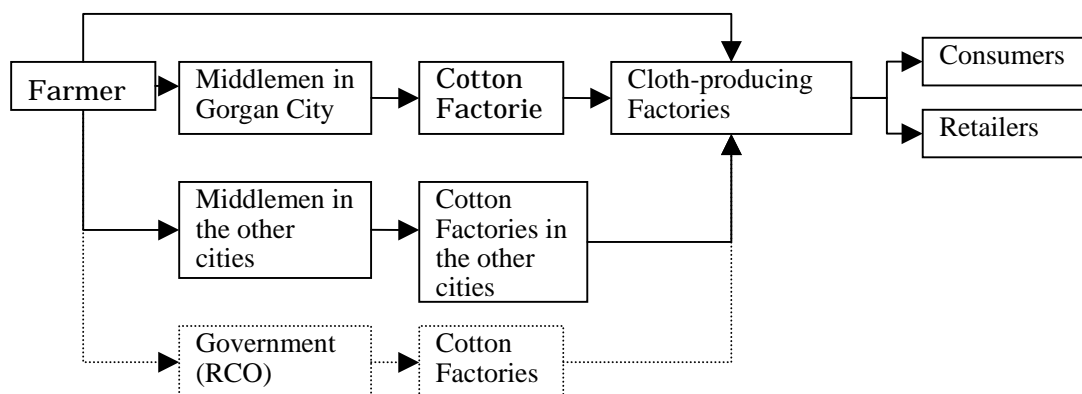 Farmer
Middlemen in
Gorgan City
Cotton
Factorie
Cloth-producing
Factories
Consumers
Retailers
Middlemen in
the other
cities
Cotton
Factories in
the other
cities
Government
(RCO)
Cotton
Factories